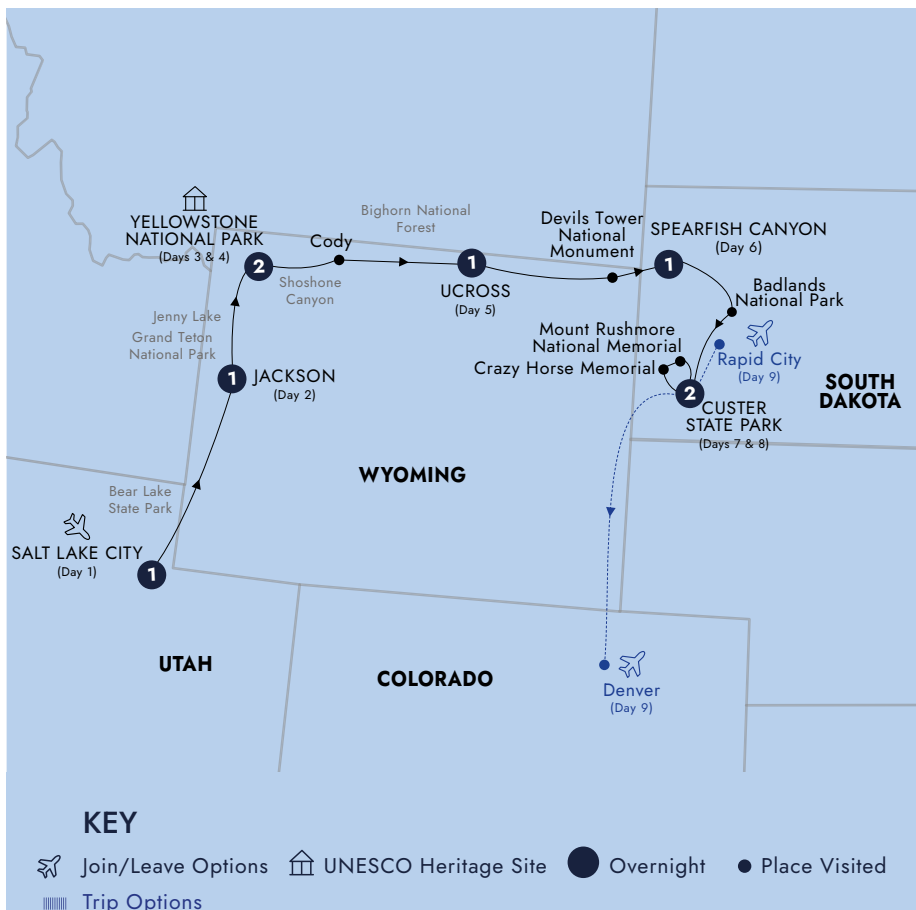 YELLOWSTONE
NATIONAL PARK
(Days 3 & 4)
2
Cody
Bighorn National
Forest
Shoshone
Canyon
1
UCROSS
(Day 5)
Devils Tower
National
Monument
SPEARFISH CANYON
(Day 6)
1
Badlands
National Park
Jenny Lake
Grand Teton
National Park
1
JACKSON
(Day 2)
Mount Rushmore
National Memorial
Crazy Horse Memorial
Rapid City
(Day 9)
2
CUSTER
STATE PARK
(Days 7 & 8)
SOUTH
DAKOTA
WYOMING
Bear Lake
State Park
SALT LAKE CITY
(Day 1)
1
UTAH
COLORADO
Denver
(Day 9)
KEY
Join/Leave Options
UNESCO Heritage Site
Overnight
Place Visited
Trip Options